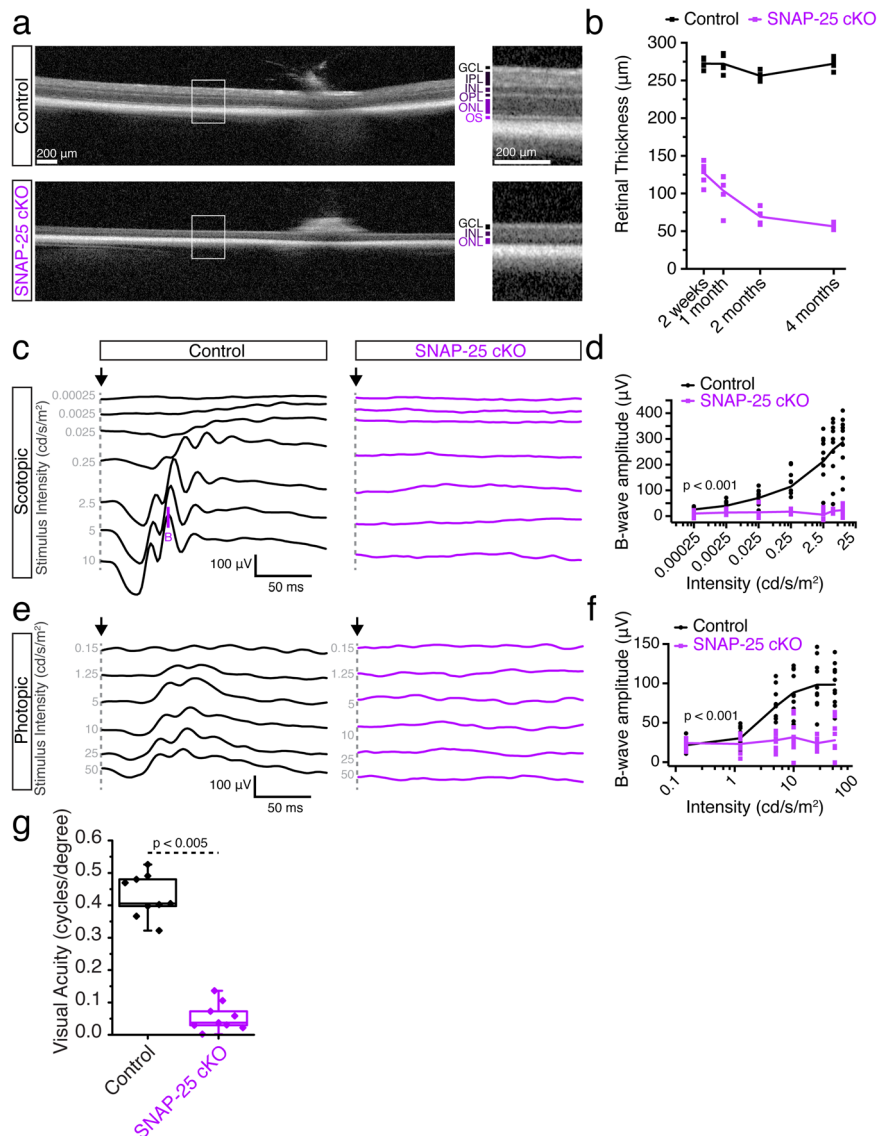 a
Control
GCL
IPL
INL
OPL
ONL
OS
200 µm
200 µm
SNAP-25 cKO
GCL
INL
ONL
b
Control SNAP-25 cKO
Retinal Thickness (µm)
300
250
200
150
100
50
0
2 weeks
1 month
2 months
4 months
c
Control
SNAP-25 cKO
Scotopic
Stimulus Intensity (cd/s/m²)
0.00025
0.0025
0.025
0.25
2.5
5
10
B
100 µV
50 ms
d
Control
SNAP-25 cKO
B-wave amplitude (µV)
400
300
200
100
0
p < 0.001
0.00025
0.0025
0.025
0.25
2.5
25
Intensity (cd/s/m²)
e
Photopic
Stimulus Intensity (cd/s/m²)
0.15
1.25
5
10
25
50
100 µV
50 ms
0.15
1.25
5
10
25
50
f
Control
SNAP-25 cKO
B-wave amplitude (µV)
150
100
50
0
p < 0.001
0.1
1
10
100
Intensity (cd/s/m²)
g
Visual Acuity (cycles/degree)
p < 0.005
0.6
0.5
0.4
0.3
0.2
0.1
0.0
Control
SNAP-25 cKO